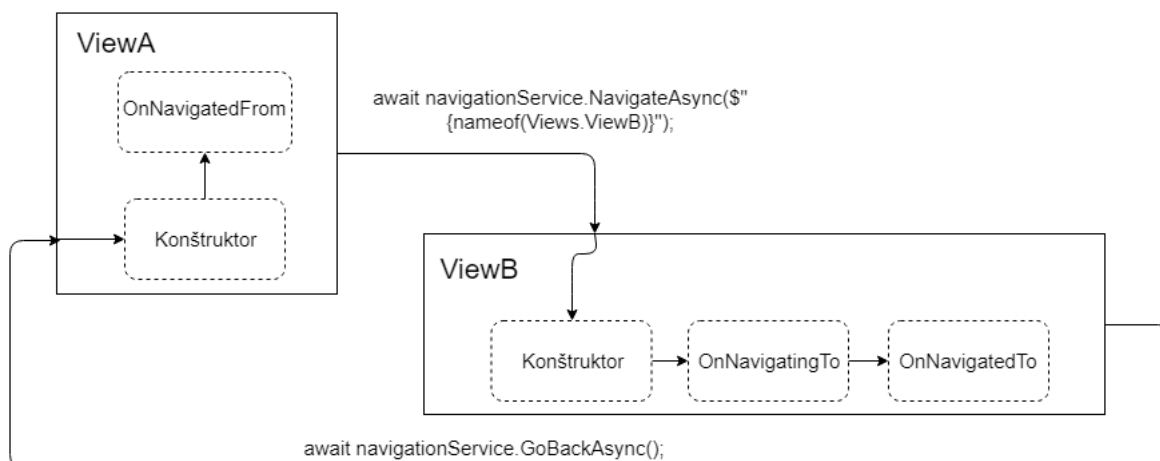 ViewA
OnNavigatedFrom
Konštruktor
await navigationService.NavigateAsync($"
{nameof(Views.ViewB)}");
ViewB
Konštruktor
OnNavigatingTo
OnNavigatedTo
await navigationService.GoBackAsync();